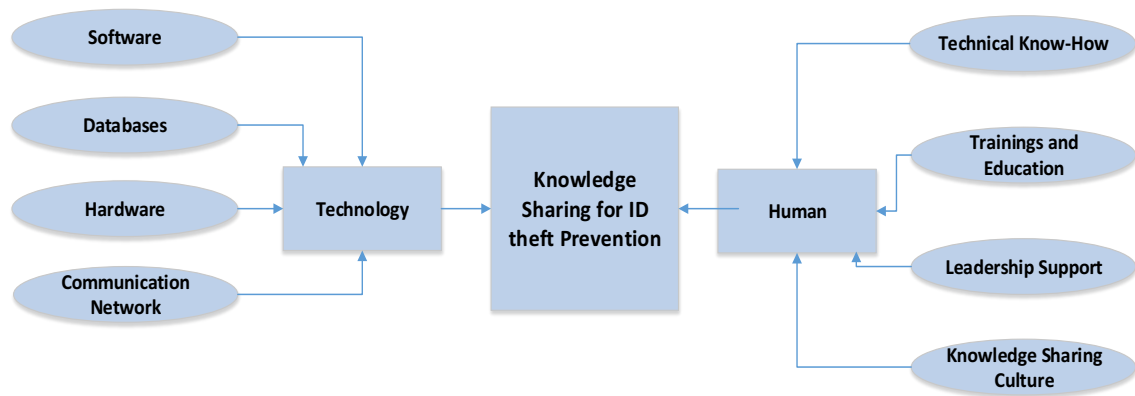 Software
Databases
Hardware
Communication
Network
Technology
Knowledge
Sharing for ID
theft Prevention
Human
Technical Know-How
Trainings and
Education
Leadership Support
Knowledge Sharing
Culture